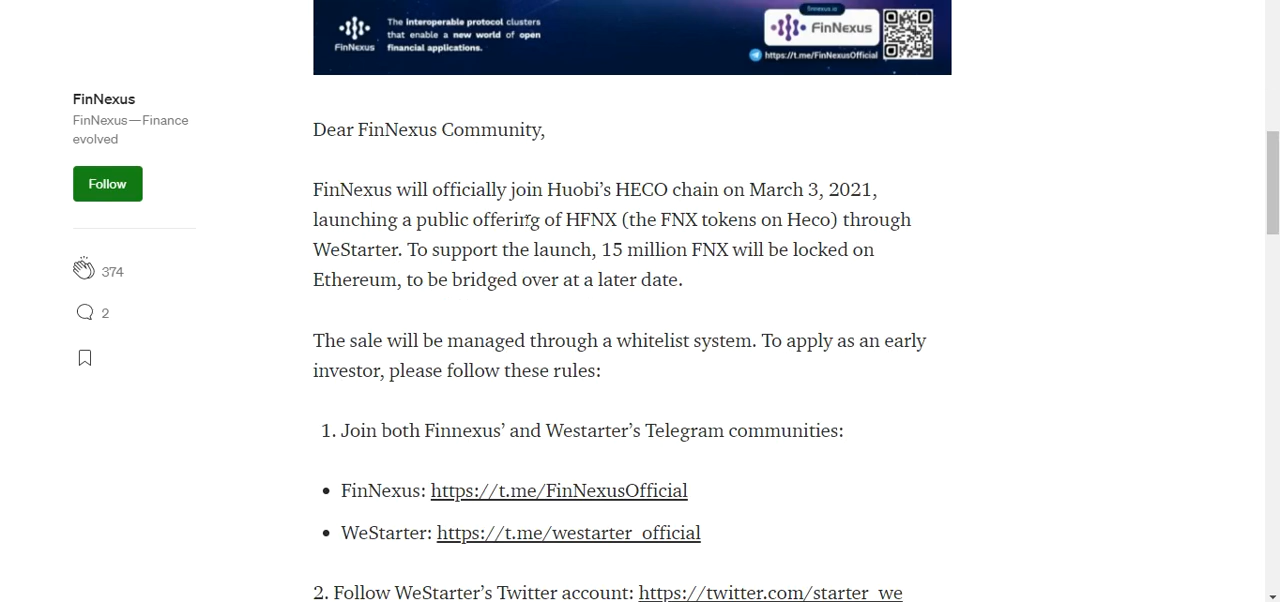 The interoperable protocol clusters
that enable a new world of open
financial applications.
FinNexus
finnexus.io
FinNexus
https://t.me/FinNexusOfficial
FinNexus
FinNexus—Finance
evolved
Follow
374
2
Dear FinNexus Community,
FinNexus will officially join Huobi’s HECO chain on March 3, 2021,
launching a public offering of HFNX (the FNX tokens on Heco) through
WeStarter. To support the launch, 15 million FNX will be locked on
Ethereum, to be bridged over at a later date.
The sale will be managed through a whitelist system. To apply as an early
investor, please follow these rules:
1. Join both Finnexus’ and Westarter’s Telegram communities:
• FinNexus: https://t.me/FinNexusOfficial
• WeStarter: https://t.me/westarter_official
2. Follow WeStarter’s Twitter account: https://twitter.com/starter_we